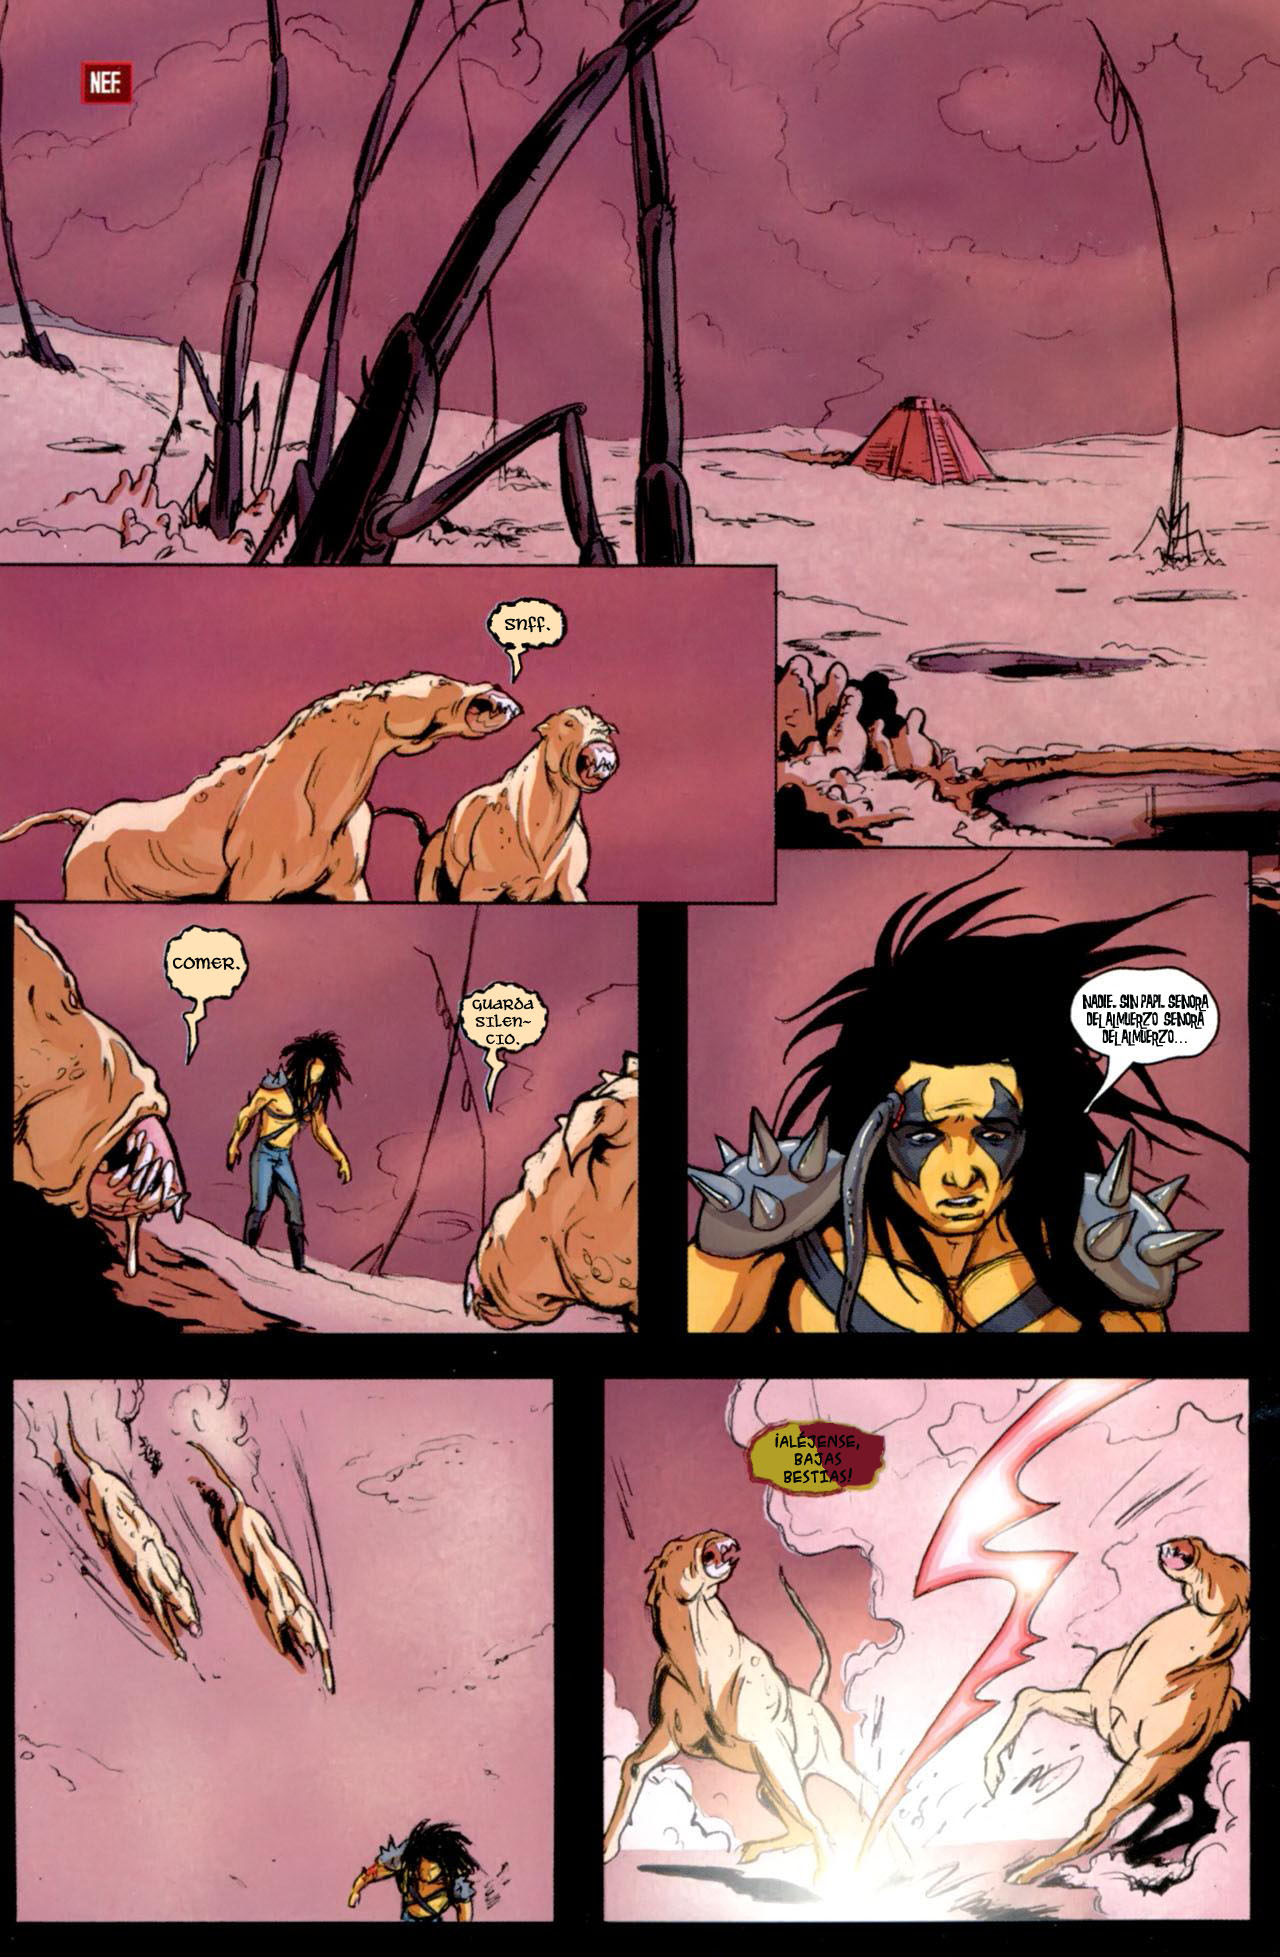 NEF.
SNFF.
COMER.
GUARDA
SILEN-
CIO.
NADIE. SIN PAPI. SEÑORA
DEL ALMUERZO SEÑORA
DEL ALMUERZO...
¡ALÉJENSE,
BAJAS
BESTIAS!